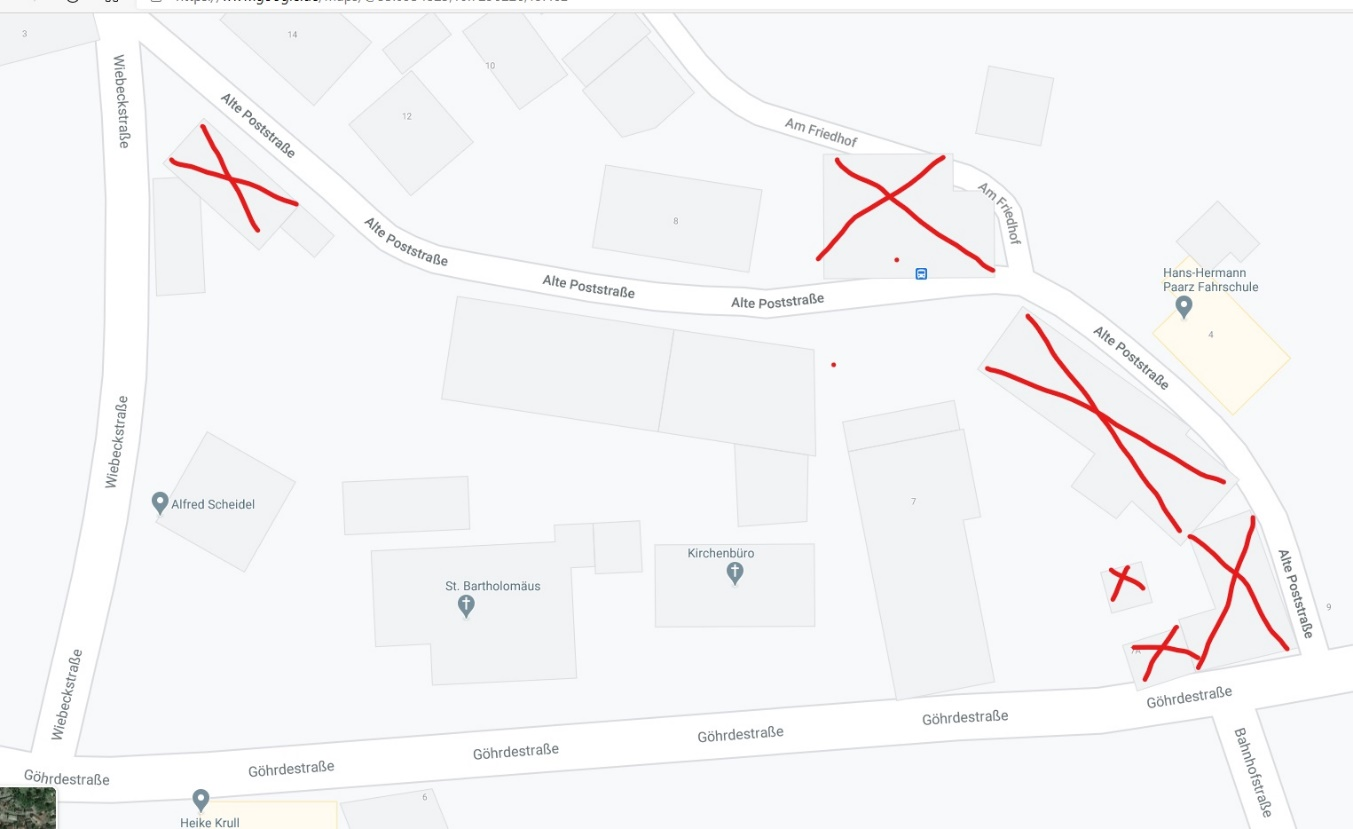 3
14
10
12
8
Wiebeckstraße
Alte Poststraße
Am Friedhof
Am Friedhof
Alte Poststraße
Alte Poststraße
Alte Poststraße
Hans-Hermann
Paarz Fahrschule
4
Alte Poststraße
Wiebeckstraße
Alfred Scheidel
7
Kirchenbüro
St. Bartholomäus
Alte Poststraße
9
Wiebeckstraße
Göhrdestraße
Göhrdestraße
Göhrdestraße
Göhrdestraße
Göhrdestraße
Göhrdestraße
Bahnhofstraße
6
Heike Krull